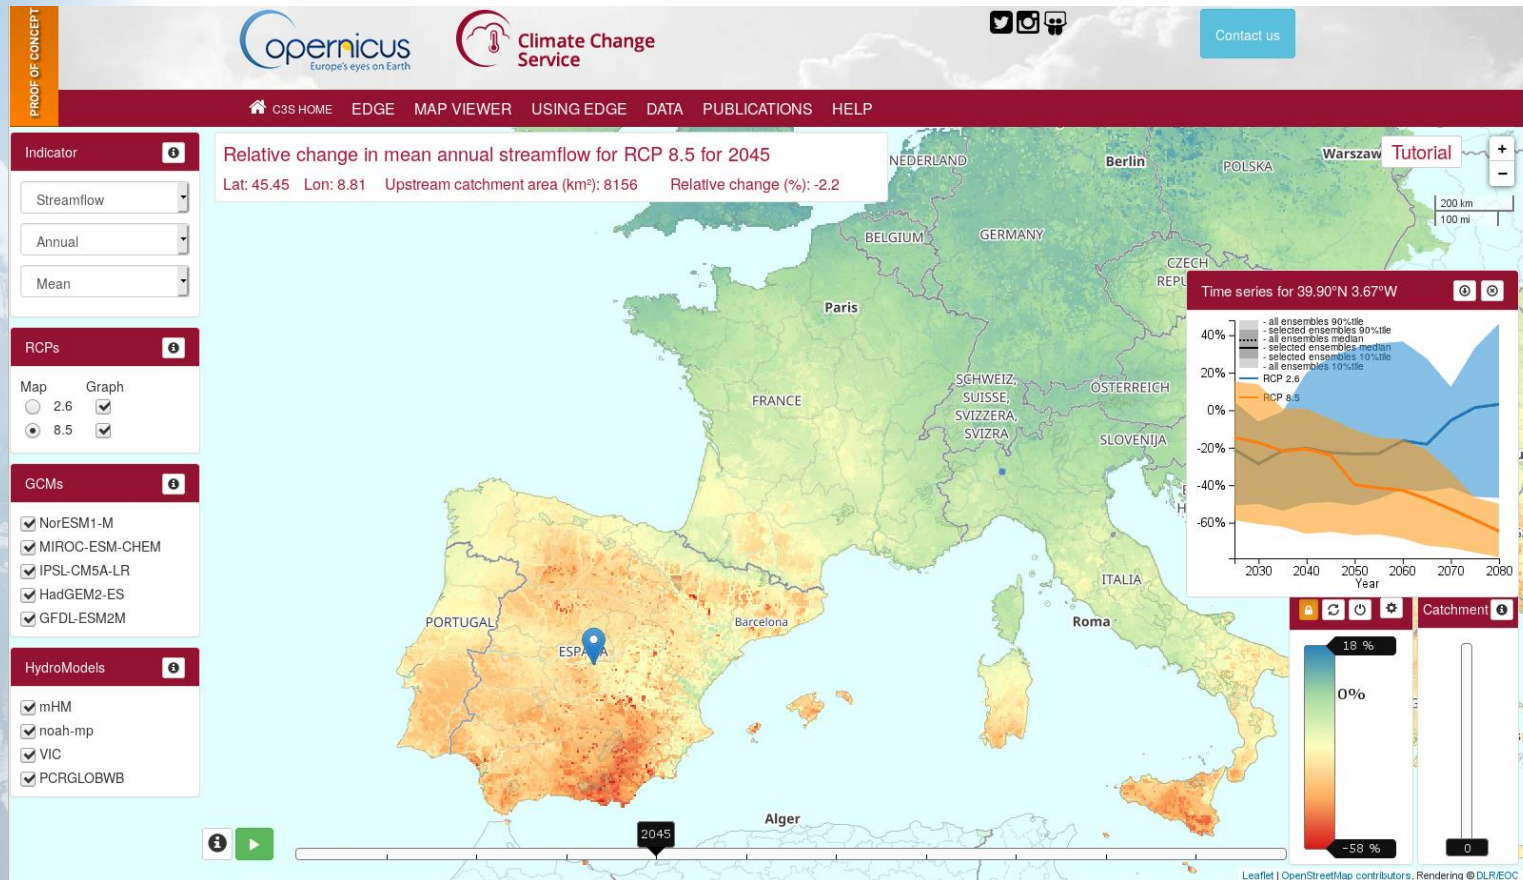 PROOF OF CONCEPT
opernicus
Europe's eyes on Earth
Climate Change
Service
Contact us
C3S HOME EDGE MAP VIEWER USING EDGE DATA PUBLICATIONS HELP
Indicator
Streamflow
Annual
Mean
RCPs
Map Graph
2.6
8.5
GCMs
NorESM1-M
MIROC-ESM-CHEM
IPSL-CM5A-LR
HadGEM2-ES
GFDL-ESM2M
HydroModels
mHM
noah-mp
VIC
PCRGLOBWB
Relative change in mean annual streamflow for RCP 8.5 for 2045
Lat: 45.45 Lon: 8.81 Upstream catchment area (km²): 8156 Relative change (%): -2.2
NEDERLAND
Berlin
POLSKA
Warszaw
Tutorial
+
−
200 km
100 mi
BELGIUM
GERMANY
CZECH
REPU
Paris
FRANCE
SCHWEIZ,
SUISSE,
SVIZZERA,
SVIZRA
ÖSTERREICH
SLOVENIJA
ITALIA
Roma
PORTUGAL
ESPAÑA
Barcelona
Alger
Time series for 39.90°N 3.67°W
- all ensembles 90%tile
- selected ensembles 90%tile
- all ensembles median
- selected ensembles median
- selected ensembles 10%tile
- all ensembles 10%tile
RCP 2.6
RCP 8.5
40%
20%
0%
-20%
-40%
-60%
2030 2040 2050 2060 2070 2080
Year
Catchment
18 %
0%
-58 %
0
2045
Leaflet | OpenStreetMap contributors, Rendering © DLR/EOC